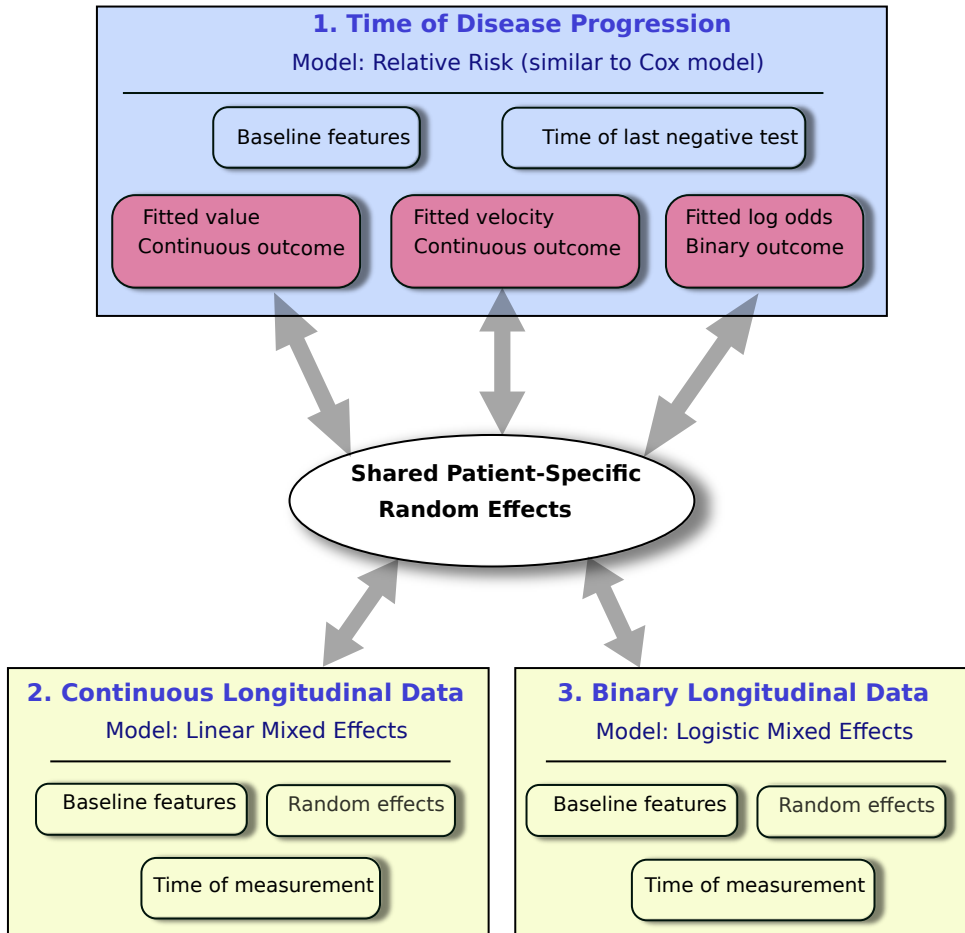 1. Time of Disease Progression
Model: Relative Risk (similar to Cox model)
Baseline features
Time of last negative test
Fitted value
Continuous outcome
Fitted velocity
Continuous outcome
Fitted log odds
Binary outcome
Shared Patient-Specific
Random Effects
2. Continuous Longitudinal Data
Model: Linear Mixed Effects
Baseline features
Random effects
Time of measurement
3. Binary Longitudinal Data
Model: Logistic Mixed Effects
Baseline features
Random effects
Time of measurement